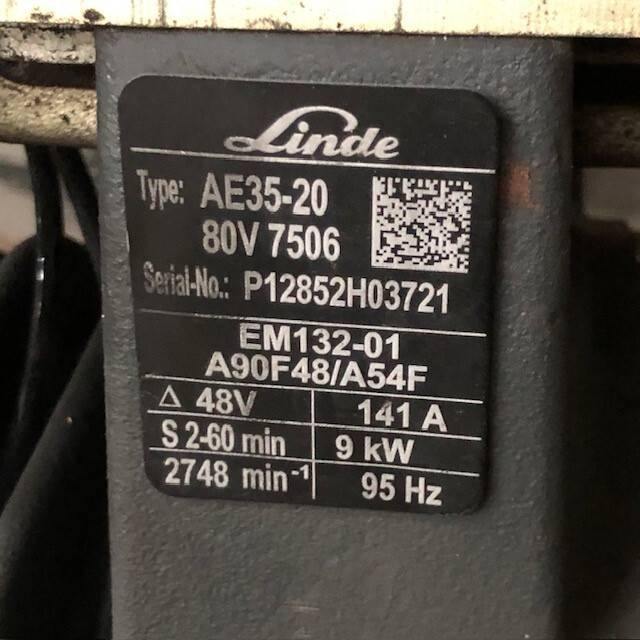 Linde
Type: AE35-20
80V 7506
Serial-No.: P12852H03721
EM132-01
A90F48/A54F
Δ 48V 141 A
S 2-60 min 9 kW
2748 min⁻¹ 95 Hz